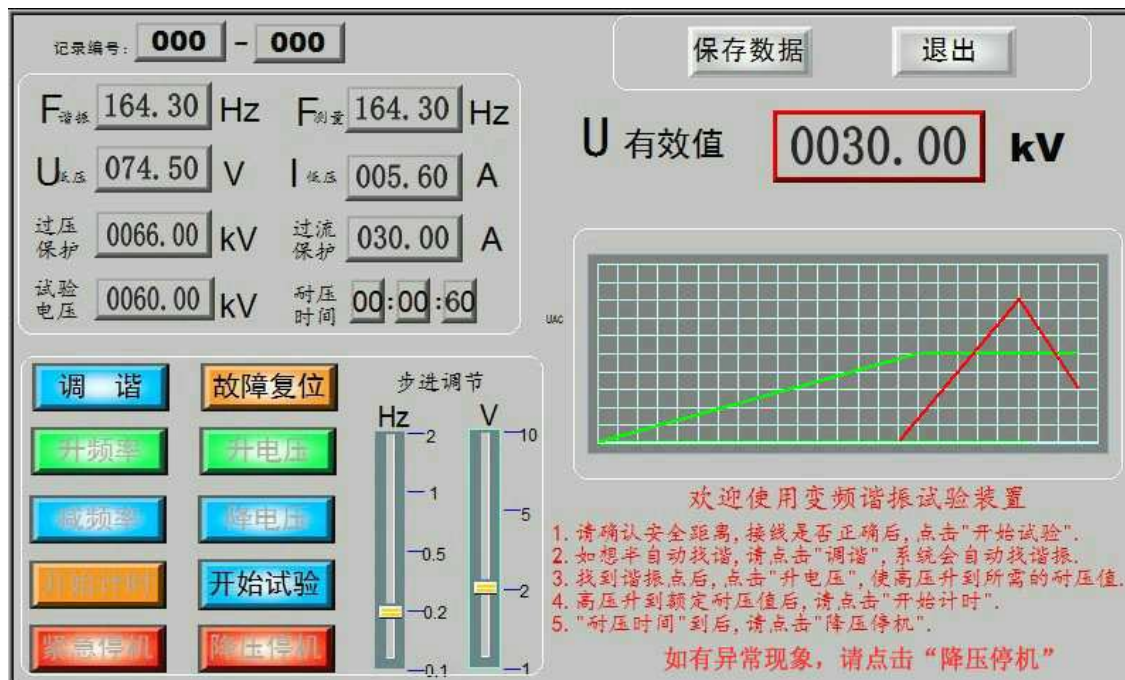 记录编号: 000 - 000
保存数据 退出
F谐振 164.30 Hz F测量 164.30 Hz
U有效值 0030.00 kV
U低压 074.50 V I低压 005.60 A
过压保护 0066.00 kV 过流保护 030.00 A
试验电压 0060.00 kV 耐压时间 00:00:60
UAC
调 谐 故障复位 步进调节
Hz V
升频率 升电压
2 10
减频率 降电压
1 5
0.5
开始计时 开始试验
0.2 2
紧急停机 降压停机
0.1 1
欢迎使用变频谐振试验装置
1. 请确认安全距离,接线是否正确后,点击"开始试验".
2. 如想半自动找谐,请点击"调谐",系统会自动找谐振.
3. 找到谐振点后,点击"升电压",使高压升到所需的耐压值.
4. 高压升到额定耐压值后,请点击"开始计时".
5. "耐压时间"到后,请点击"降压停机".
如有异常现象，请点击“降压停机”